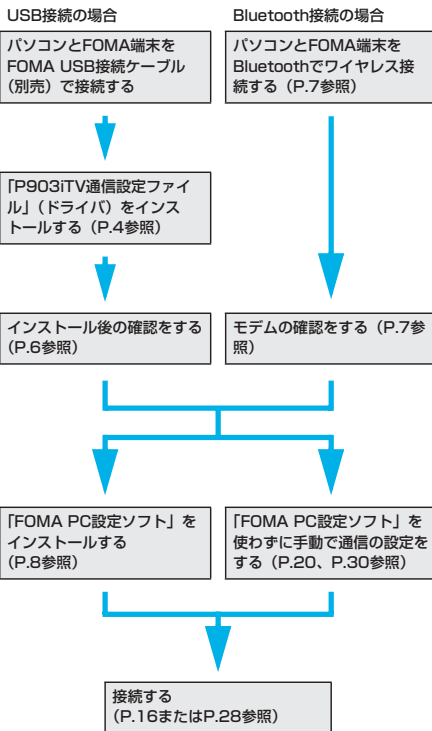 USB接続の場合
パソコンとFOMA端末を
FOMA USB接続ケーブル
（別売）で接続する
「P903iTV通信設定ファイ
ル」（ドライバ）をインス
トールする（P.4参照）
インストール後の確認をする
（P.6参照）
Bluetooth接続の場合
パソコンとFOMA端末を
Bluetoothでワイヤレス接
続する（P.7参照）
モデムの確認をする（P.7参
照）
「FOMA PC設定ソフト」を
インストールする
（P.8参照）
「FOMA PC設定ソフト」を
使わずに手動で通信の設定を
する（P.20、P.30参照）
接続する
（P.16またはP.28参照）